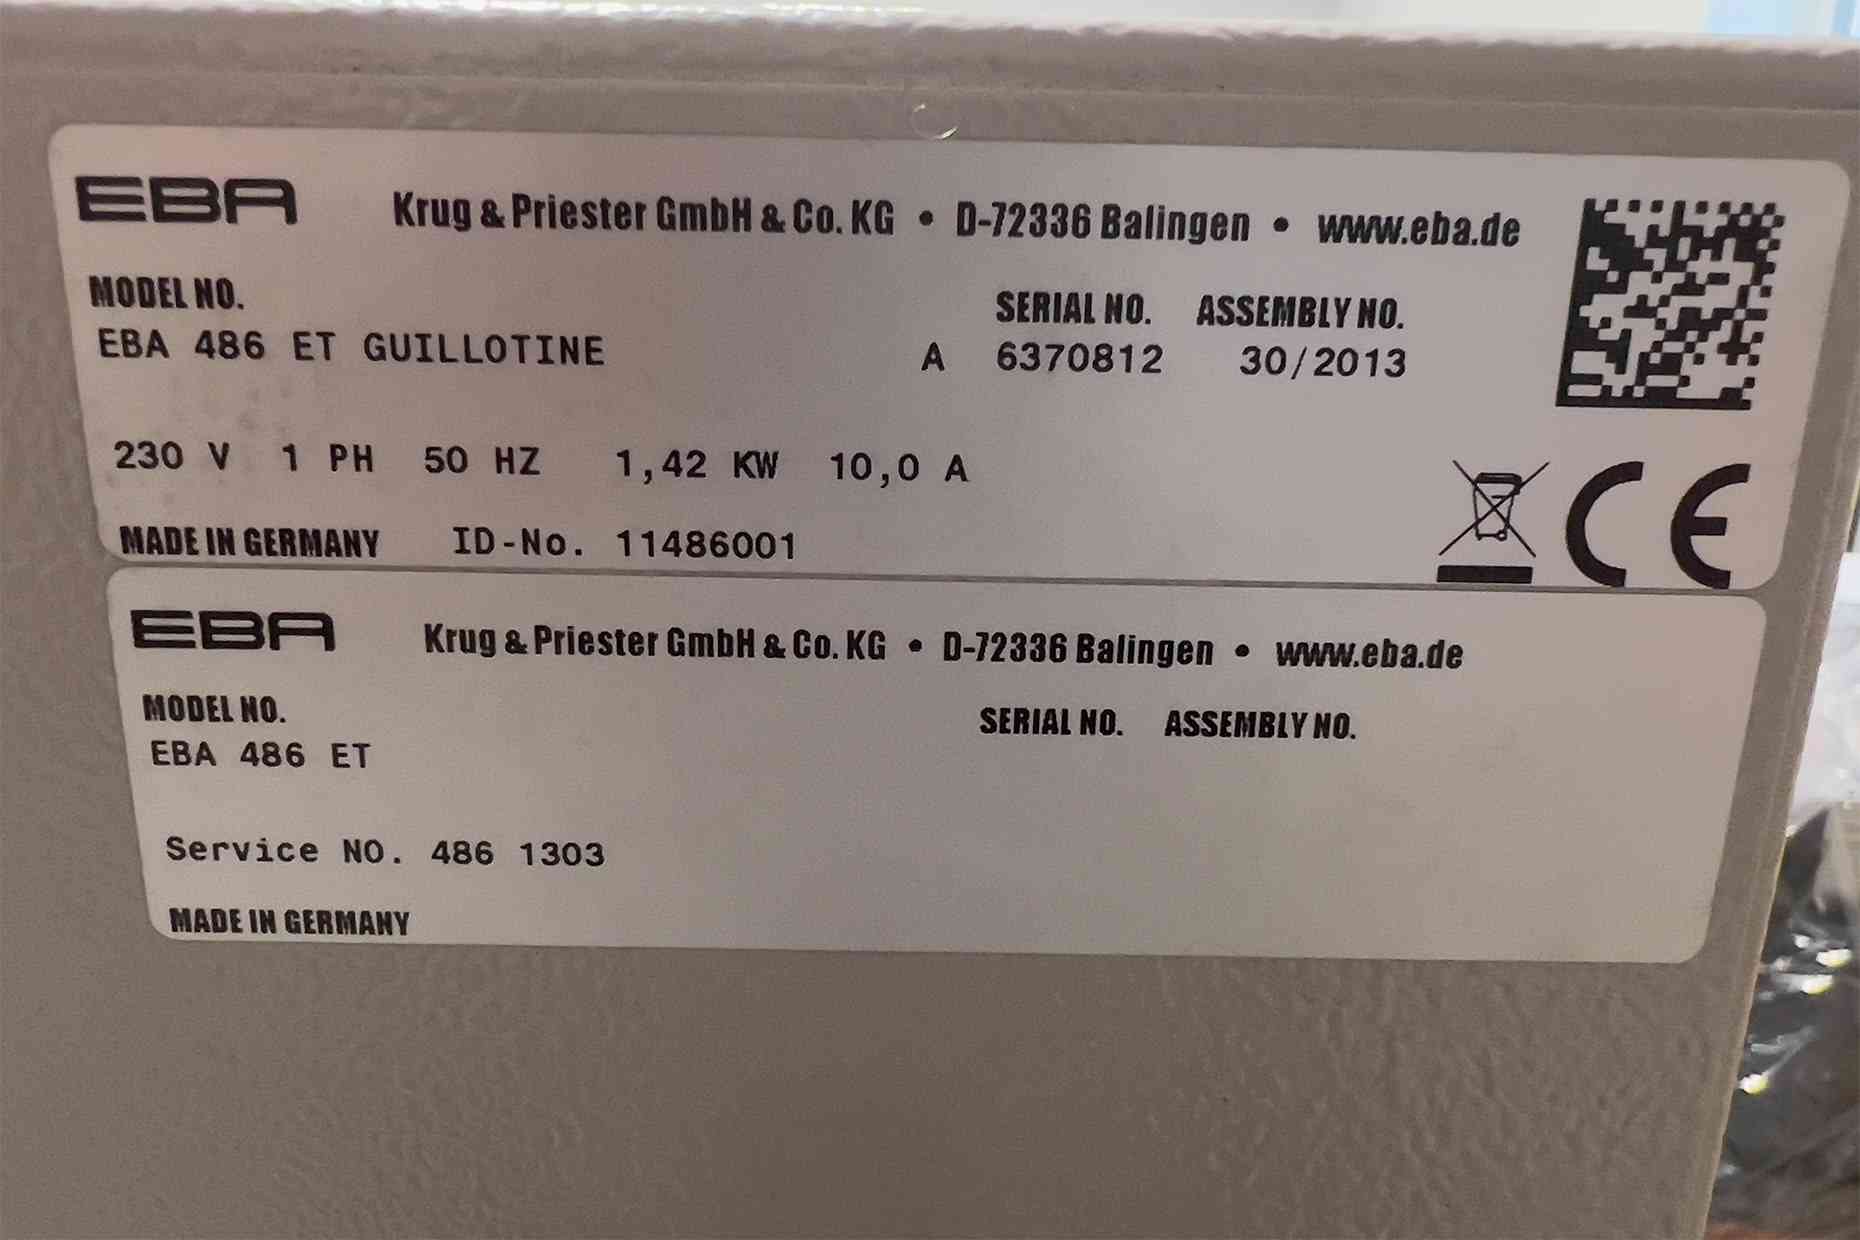 EBA Krug & Priester GmbH & Co. KG • D-72336 Balingen • www.eba.de
MODEL NO. SERIAL NO. ASSEMBLY NO.
EBA 486 ET GUILLOTINE A 6370812 30/2013
230 V 1 PH 50 HZ 1,42 KW 10,0 A
MADE IN GERMANY ID-No. 11486001
CE
EBA Krug & Priester GmbH & Co. KG • D-72336 Balingen • www.eba.de
MODEL NO. SERIAL NO. ASSEMBLY NO.
EBA 486 ET
Service NO. 486 1303
MADE IN GERMANY